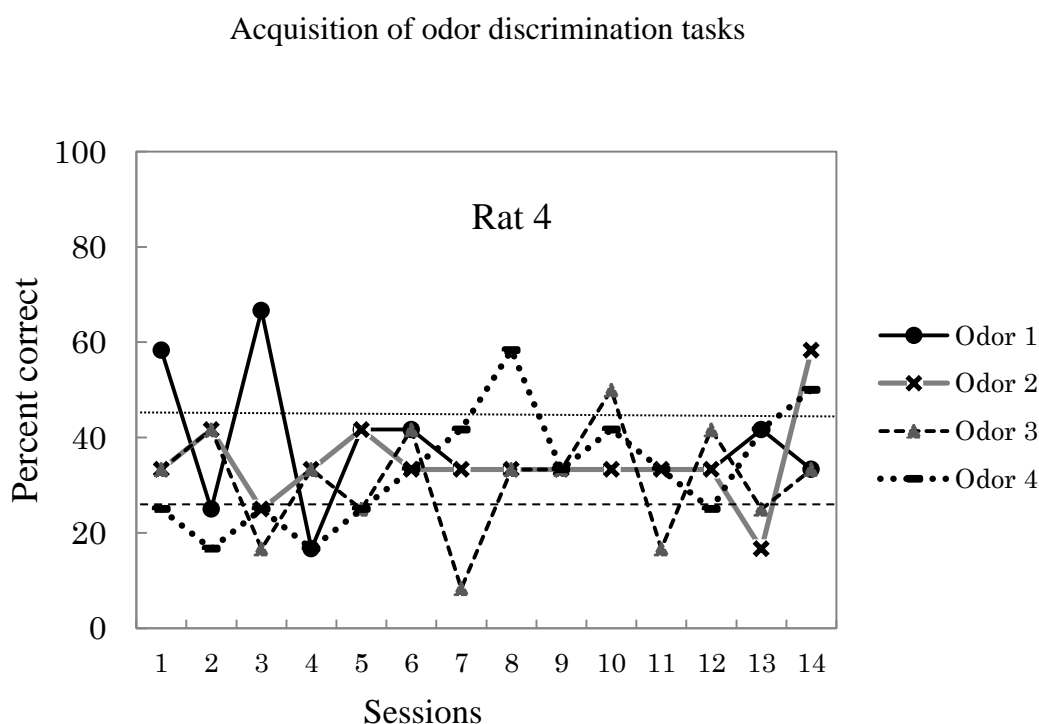 Acquisition of odor discrimination tasks
100
80
60
40
20
0
Percent correct
Rat 4
1 2 3 4 5 6 7 8 9 10 11 12 13 14
Sessions
Odor 1
Odor 2
Odor 3
Odor 4